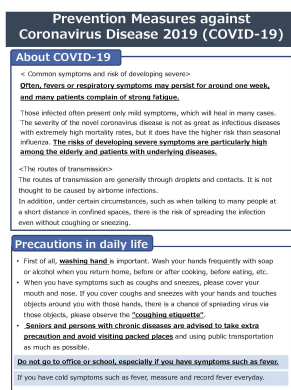 Prevention Measures against
Coronavirus Disease 2019 (COVID-19)
About COVID-19
< Common symptoms and risk of developing severe>
Often, fevers or respiratory symptoms may persist for around one week,
and many patients complain of strong fatigue.
Those infected often present only mild symptoms, which will heal in many cases.
The severity of the novel coronavirus disease is not as great as infectious diseases
with extremely high mortality rates, but it does have the higher risk than seasonal
influenza. The risks of developing severe symptoms are particularly high
among the elderly and patients with underlying diseases.
<The routes of transmission>
The routes of transmission are generally through droplets and contacts. It is not
thought to be caused by airborne infections.
In addition, under certain circumstances, such as when talking to many people at
a short distance in confined spaces, there is a risk of spreading the infection
even without coughing or sneezing.
Precautions in daily life
• First of all, washing hand is important. Wash your hands frequently with soap
or alcohol when you return home, before or after cooking, before eating, etc.
• When you have symptoms such as coughs and sneezes, please cover your
mouth and nose. If you cover coughs and sneezes with your hands and touches
objects around you with those hands, there is a chance of spreading virus via
those objects, please observe the "coughing etiquette".
• Seniors and persons with chronic diseases are advised to take extra
precaution and avoid visiting packed places and using public transportation
as much as possible.
Do not go to office or school, especially if you have symptoms such as fever.
If you have cold symptoms such as fever, measure and record fever everyday.